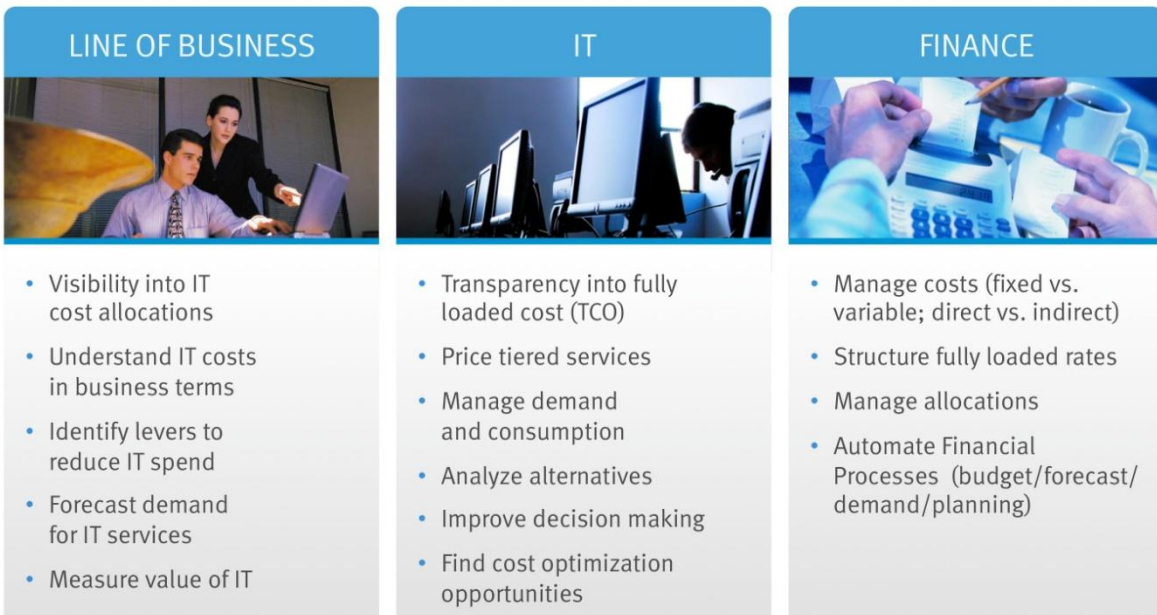 LINE OF BUSINESS
• Visibility into IT
cost allocations
• Understand IT costs
in business terms
• Identify levers to
reduce IT spend
• Forecast demand
for IT services
• Measure value of IT
IT
• Transparency into fully
loaded cost (TCO)
• Price tiered services
• Manage demand
and consumption
• Analyze alternatives
• Improve decision making
• Find cost optimization
opportunities
FINANCE
• Manage costs (fixed vs.
variable; direct vs. indirect)
• Structure fully loaded rates
• Manage allocations
• Automate Financial
Processes (budget/forecast/
demand/planning)